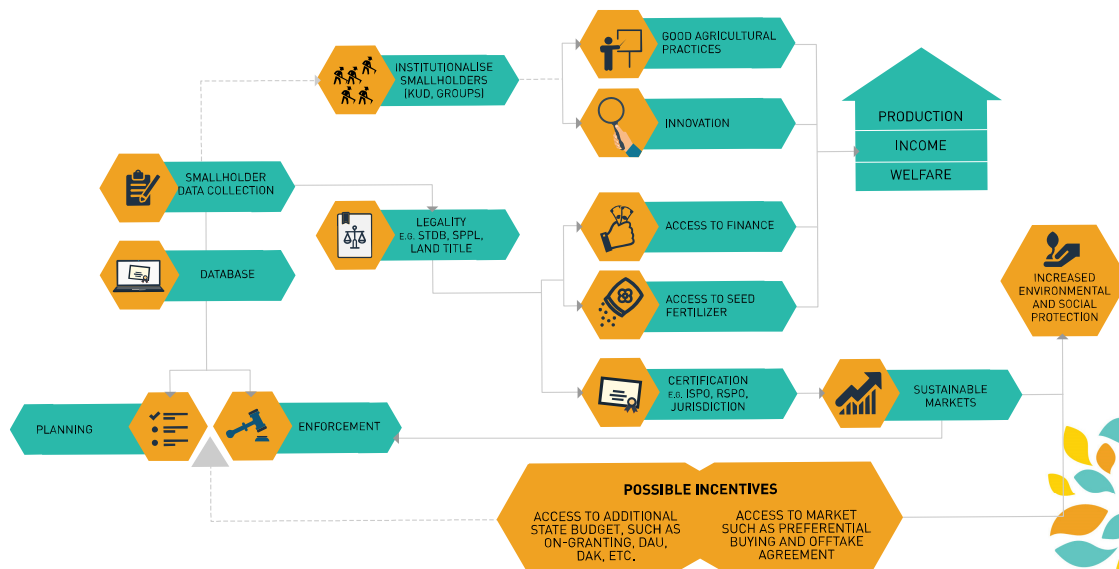 GOOD AGRICULTURAL
PRACTICES
INSTITUTIONALISE
SMALLHOLDERS
(KUD, GROUPS)
INNOVATION
PRODUCTION
INCOME
WELFARE
SMALLHOLDER
DATA COLLECTION
LEGALITY
E.G. STDB, SPPL,
LAND TITLE
ACCESS TO FINANCE
DATABASE
ACCESS TO SEED
FERTILIZER
INCREASED
ENVIRONMENTAL
AND SOCIAL
PROTECTION
CERTIFICATION
E.G. ISPO, RSPO,
JURISDICTION
SUSTAINABLE
MARKETS
PLANNING
ENFORCEMENT
POSSIBLE INCENTIVES
ACCESS TO ADDITIONAL
STATE BUDGET, SUCH AS
ON-GRANTING, DAU,
DAK, ETC.
ACCESS TO MARKET
SUCH AS PREFERENTIAL
BUYING AND OFFTAKE
AGREEMENT